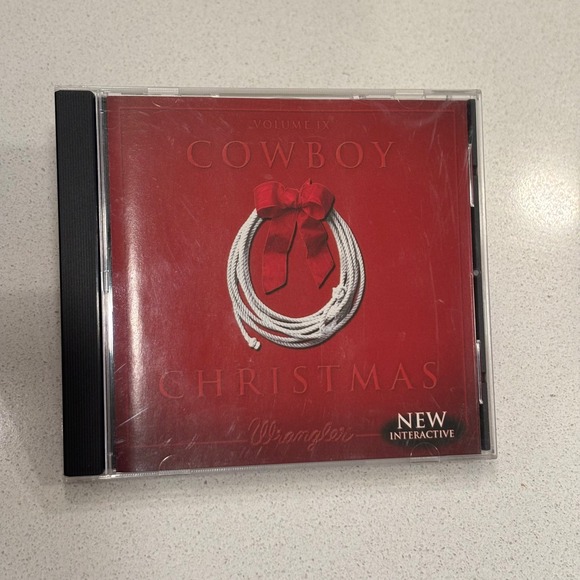 VOLUME IX
COWBOY
CHRISTMAS
Wrangler
NEW
INTERACTIVE